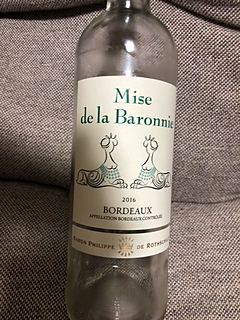 Mise
de la Baronnie
2016
BORDEAUX
APPELLATION BORDEAUX CONTRÔLÉE
BARON PHILIPPE DE ROTHSCHILD